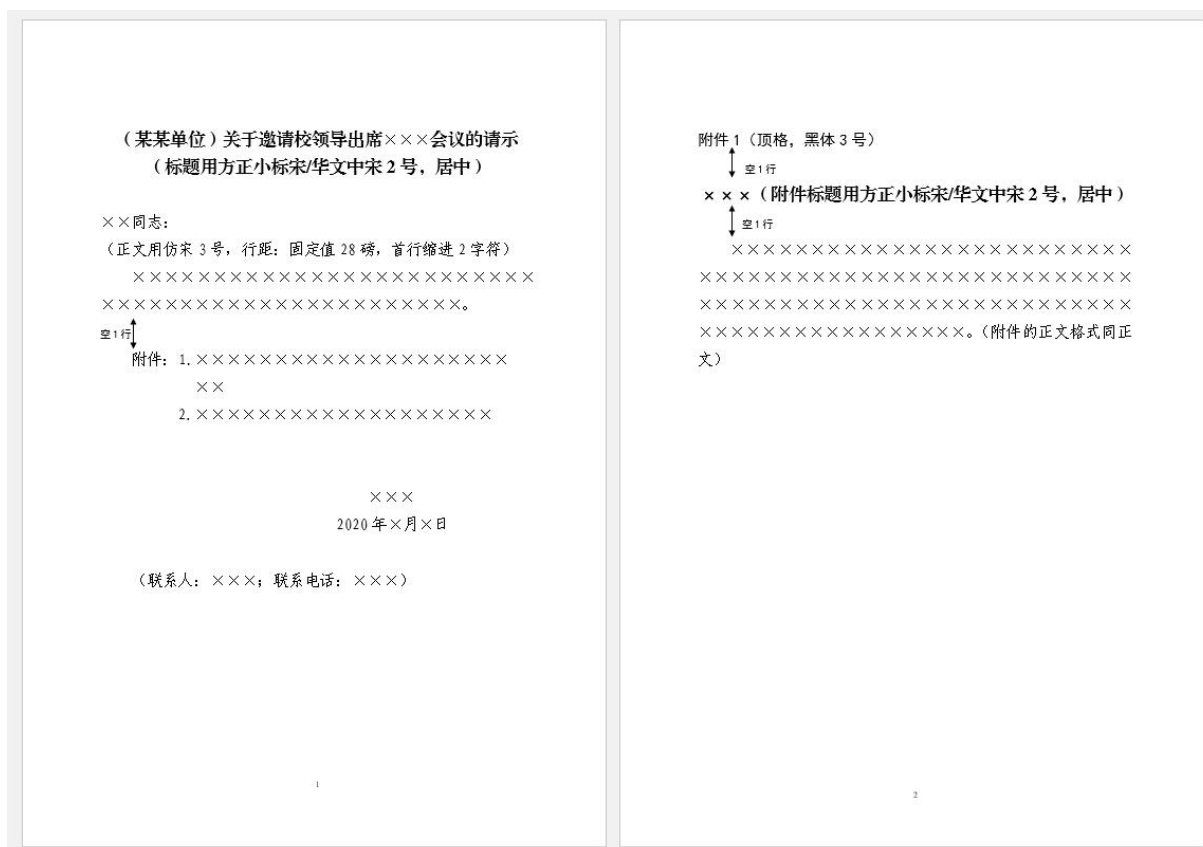 （某某单位）关于邀请校领导出席×××会议的请示
（标题用方正小标宋/华文中宋2号，居中）
××同志：
（正文用仿宋3号，行距：固定值28磅，首行缩进2字符）
×××××××××××××××××××××××××
×××××××××××××××××××××××。
空1行
附件：1.××××××××××××××××××××
××
2.×××××××××××××××××××
×××
2020年×月×日
（联系人：×××；联系电话：×××）
1
附件1（顶格，黑体3号）
空1行
×××（附件标题用方正小标宋/华文中宋2号，居中）
空1行
×××××××××××××××××××××××××
×××××××××××××××××××××××××××
×××××××××××××××××××××××××××
×××××××××××××××××。（附件的正文格式同正
文）
2